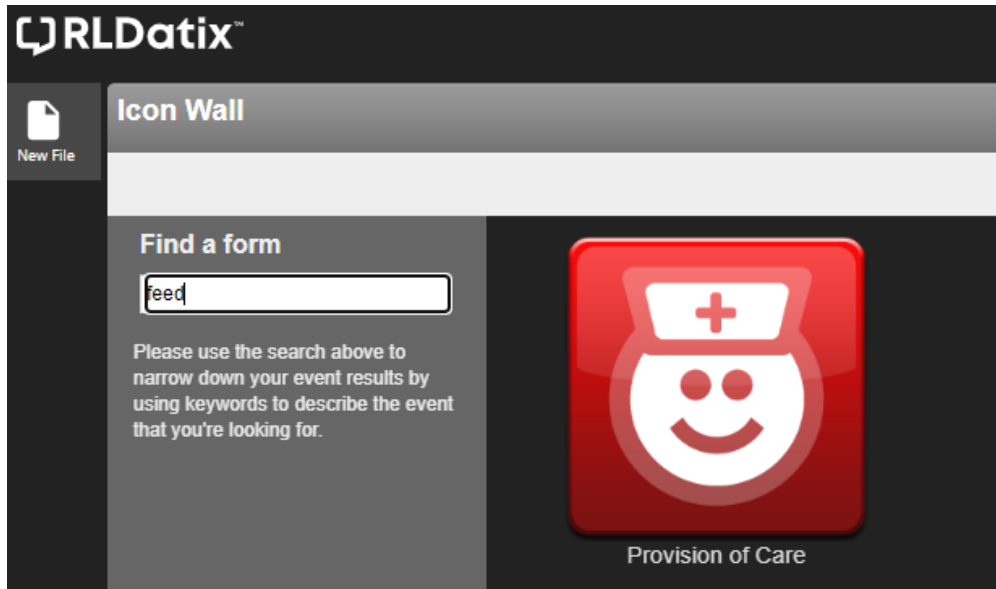 RLDatix™
New File
Icon Wall
Find a form
feed
Please use the search above to
narrow down your event results by
using keywords to describe the event
that you're looking for.
Provision of Care